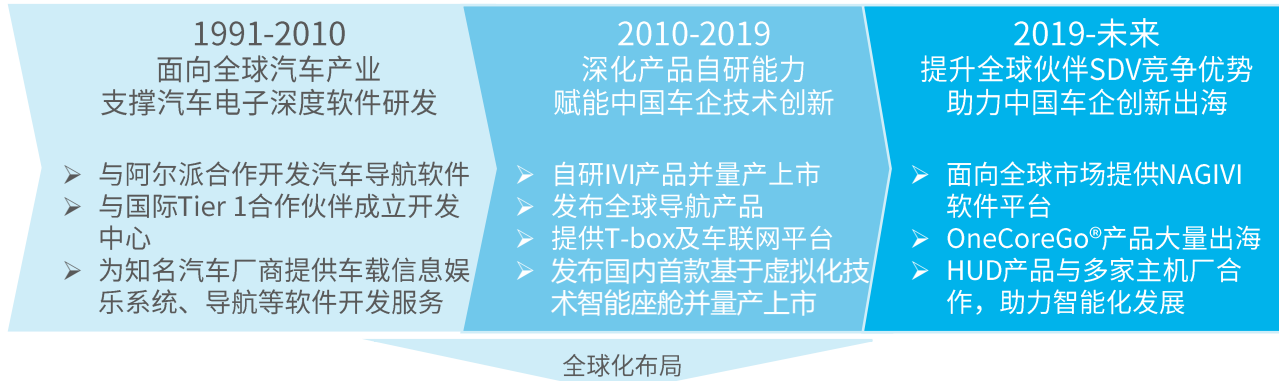 1991-2010
面向全球汽车产业
支撑汽车电子深度软件研发
与阿尔派合作开发汽车导航软件
与国际Tier 1合作伙伴成立开发
中心
为知名汽车厂商提供车载信息娱
乐系统、导航等软件开发服务
2010-2019
深化产品自研能力
赋能中国车企技术创新
自研IVI产品并量产上市
发布全球导航产品
提供T-box及车联网平台
发布国内首款基于虚拟化技
术智能座舱并量产上市
2019-未来
提升全球伙伴SDV竞争优势
助力中国车企创新出海
面向全球市场提供NAGIVI
软件平台
OneCoreGo®产品大量出海
HUD产品与多家主机厂合
作，助力智能化发展
全球化布局